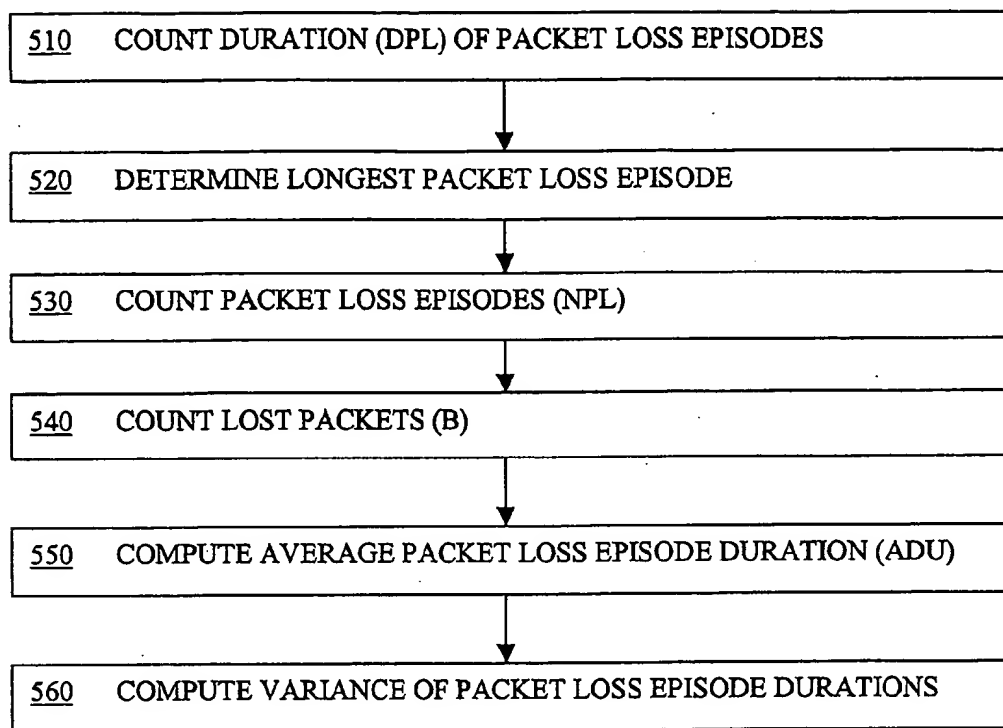 510 COUNT DURATION (DPL) OF PACKET LOSS EPISODES
520 DETERMINE LONGEST PACKET LOSS EPISODE
530 COUNT PACKET LOSS EPISODES (NPL)
540 COUNT LOST PACKETS (B)
550 COMPUTE AVERAGE PACKET LOSS EPISODE DURATION (ADU)
560 COMPUTE VARIANCE OF PACKET LOSS EPISODE DURATIONS